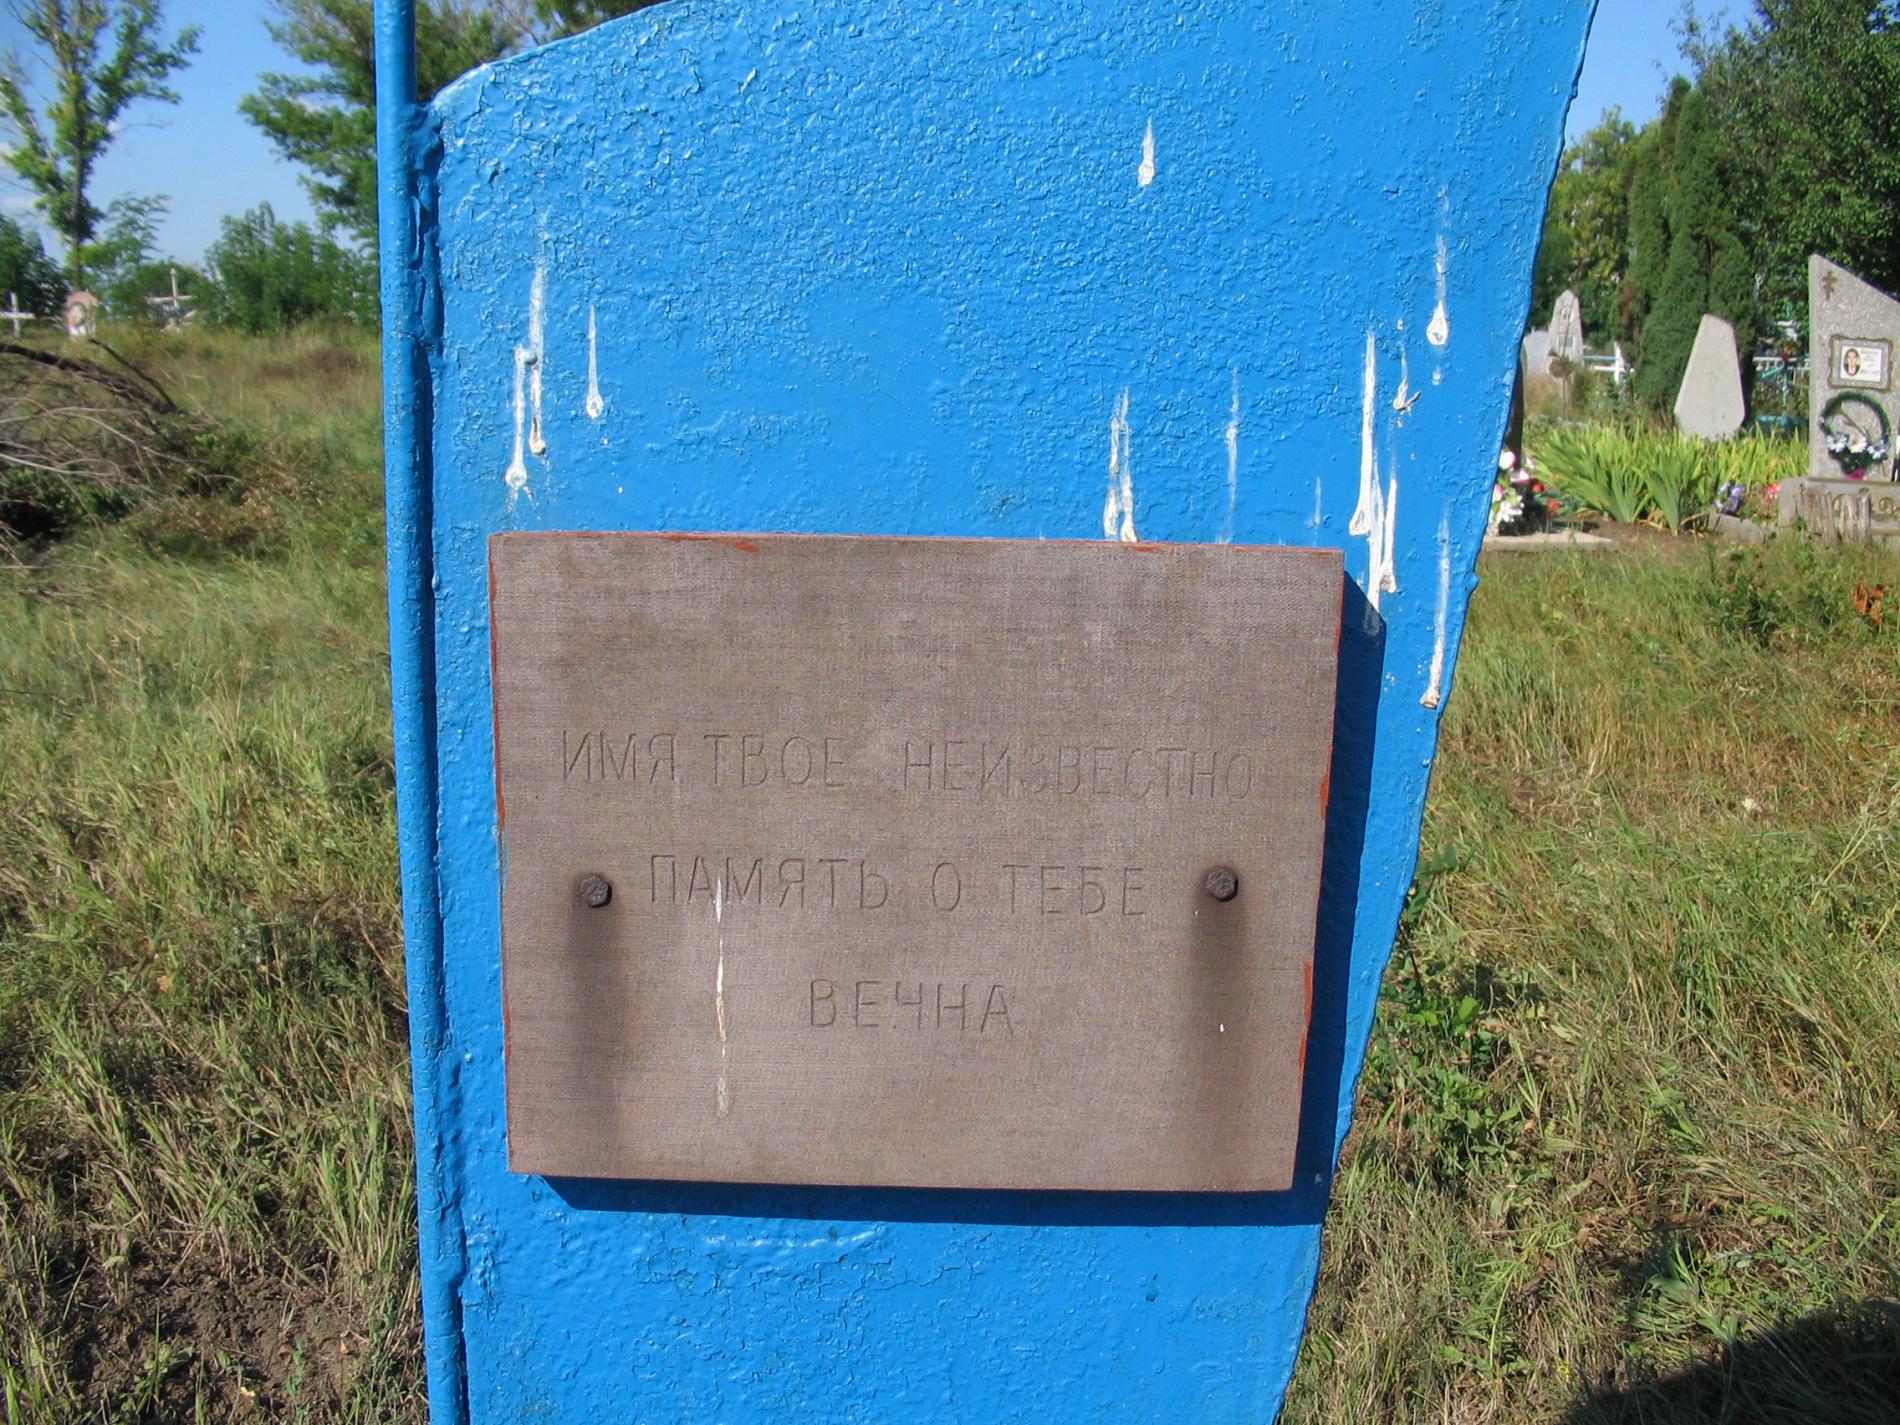 ИМЯ ТВОЕ НЕИЗВЕСТНО
ПАМЯТЬ О ТЕБЕ
ВЕЧНА